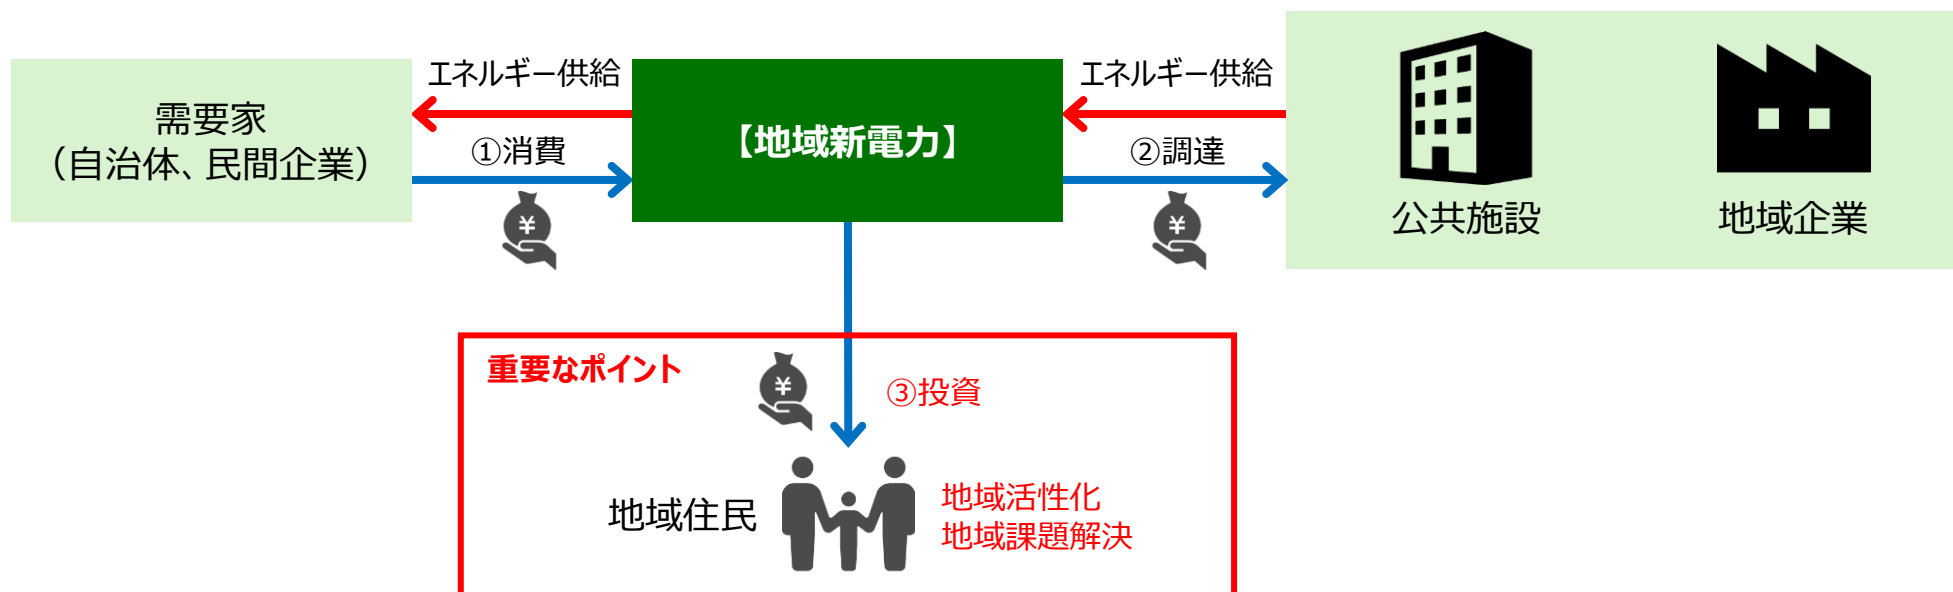 エネルギー供給
エネルギー供給
需要家
（自治体、民間企業）
【地域新電力】
①消費
②調達
¥
¥
公共施設
地域企業
重要なポイント
¥
③投資
地域住民
地域活性化
地域課題解決